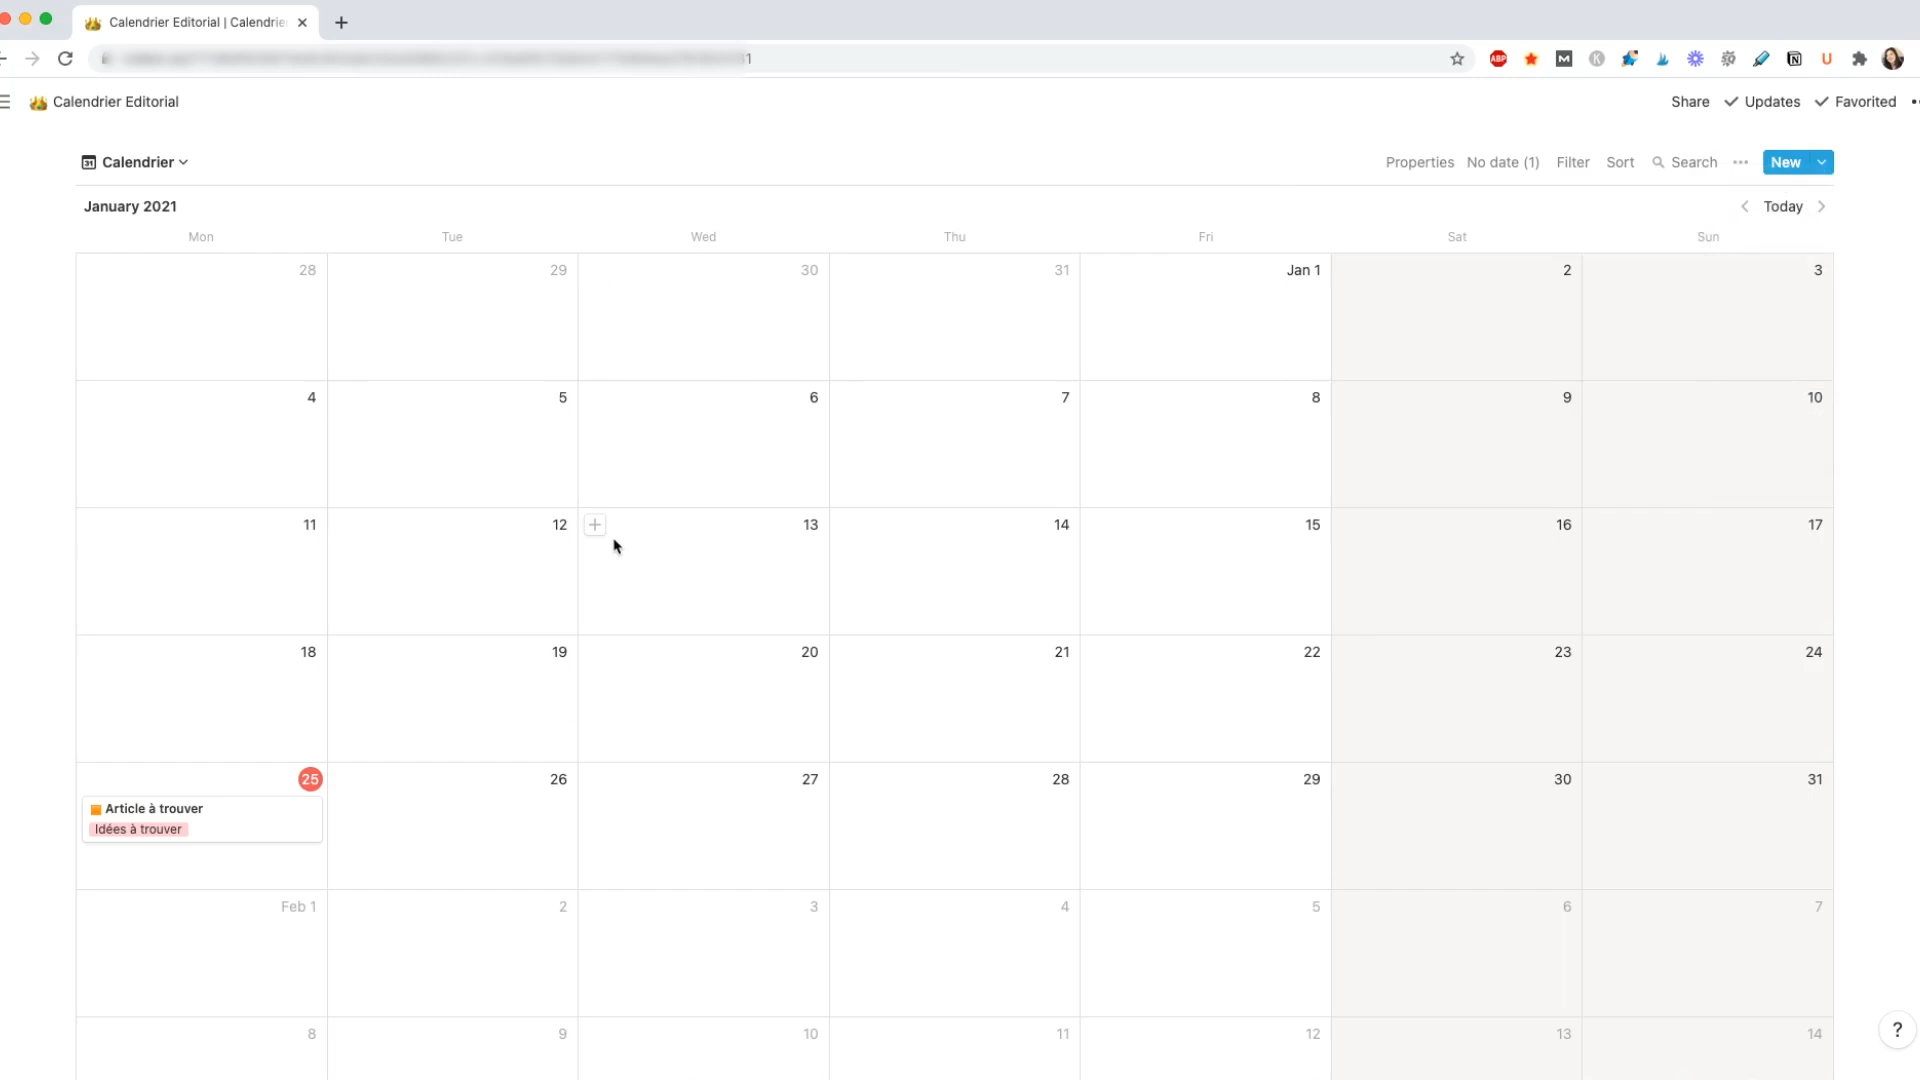 Calendrier Editorial | Calendrie
ABP
M
K
N
U
Calendrier Editorial
Share
Updates
Favorited
31 Calendrier
Properties
No date (1)
Filter
Sort
Search
New
January 2021
Today
Mon Tue Wed Thu Fri Sat Sun
28 29 30 31 Jan 1 2 3
4 5 6 7 8 9 10
11 12 13 14 15 16 17
18 19 20 21 22 23 24
25 26 27 28 29 30 31
Article à trouver
Idées à trouver
Feb 1 2 3 4 5 6 7
8 9 10 11 12 13 14
?